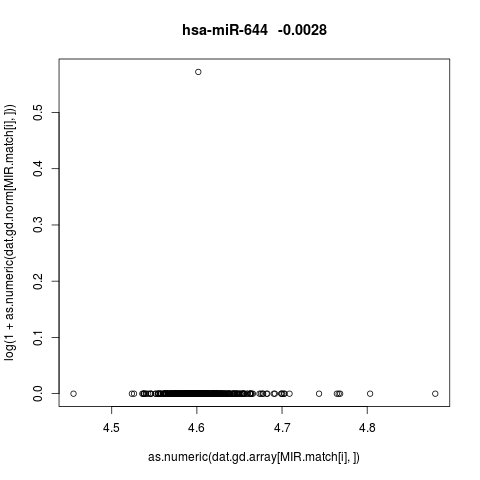 hsa-miR-644 -0.0028
log(1 + as.numeric(dat.gd.norm[MIR.match[i], ]))
0.5
0.4
0.3
0.2
0.1
0.0
4.5 4.6 4.7 4.8
as.numeric(dat.gd.array[MIR.match[i], ])